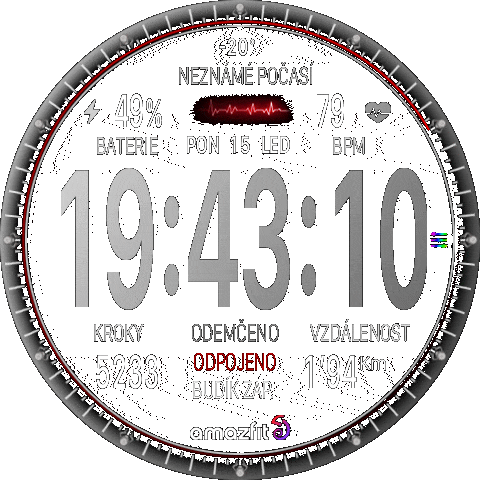 NEZNÁMÉ POČASÍ
49% 79
BATERIE PON 15 LED BPM
19:43:10
KROKY ODEMČENO VZDÁLENOST
5233 ODPOJENO 1'94 Km
BUDÍK ZAP.
amazfit